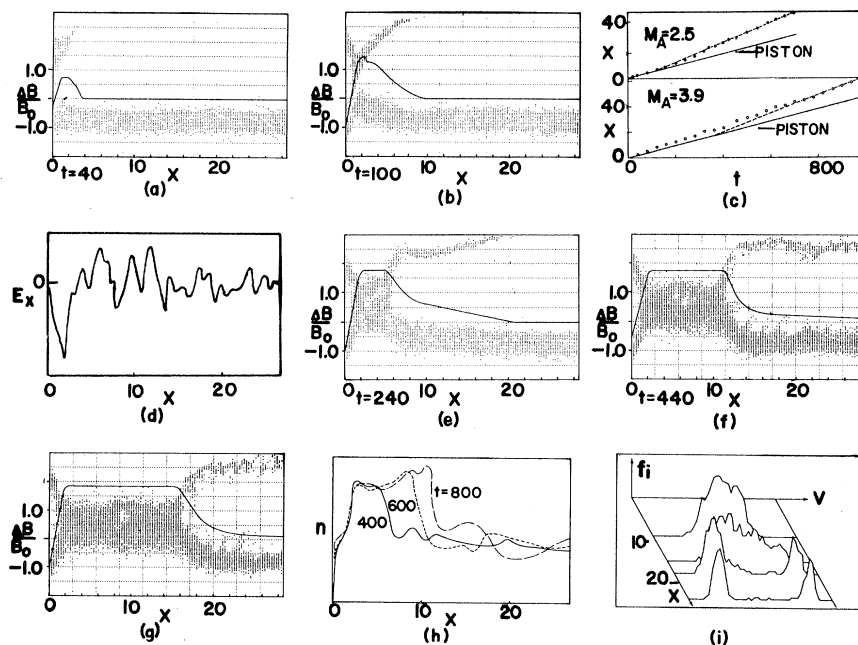 1.0
ΔB
B₀
-1.0
t=40
0 10 X 20
(a)
1.0
ΔB
B₀
-1.0
t=100
0 10 20
X
(b)
40
X
0
M_A=2.5
PISTON
40
X
0
M_A=3.9
PISTON
0 t 800
(c)
0
E_X
0 10 X 20
(d)
1.0
ΔB
B₀
-1.0
t=240
0 10 X 20
(e)
1.0
ΔB
B₀
-1.0
t=440
0 10 X 20
(f)
1.0
ΔB
B₀
-1.0
0 10 X 20
(g)
n
400
600
t=800
0 10 X 20
(h)
f_i
V
10
20
X
(i)